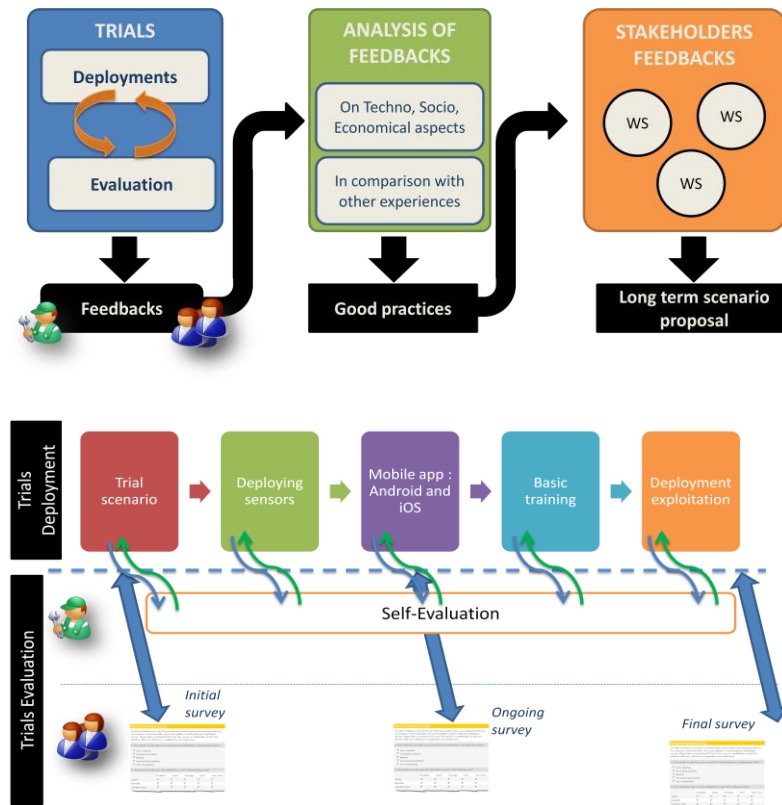 TRIALS
Deployments
Evaluation
Feedbacks
ANALYSIS OF
FEEDBACKS
On Techno, Socio,
Economical aspects
In comparison with
other experiences
Good practices
STAKEHOLDERS
FEEDBACKS
WS
WS
WS
Long term scenario
proposal
Trials
Deployment
Trial
scenario
Deploying
sensors
Mobile app :
Android and
iOS
Basic
training
Deployment
exploitation
Trials Evaluation
Self-Evaluation
Initial
survey
Ongoing
survey
Final survey